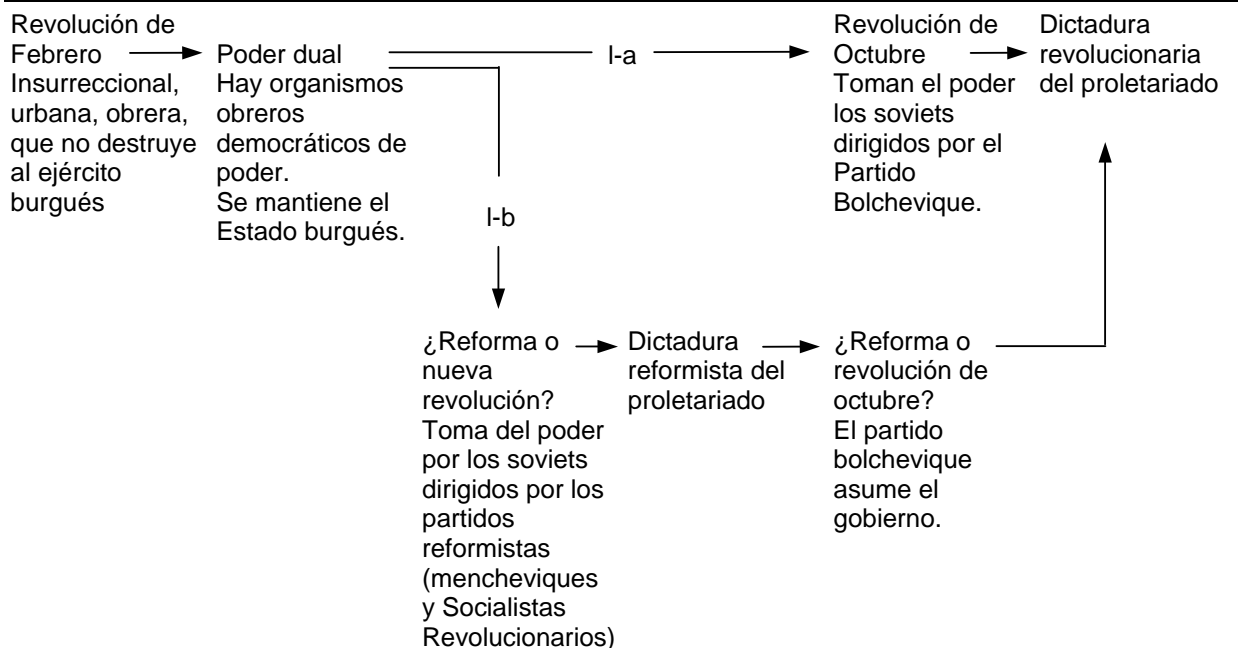 Revolución de
Febrero
Insurreccional,
urbana, obrera,
que no destruye
al ejército
burgués
Poder dual
Hay organismos
obreros
democráticos de
poder.
Se mantiene el
Estado burgués.
I-a
Revolución de
Octubre
Toman el poder
los soviets
dirigidos por el
Partido
Bolchevique.
Dictadura
revolucionaria
del proletariado
I-b
¿Reforma o
nueva
revolución?
Toma del poder
por los soviets
dirigidos por los
partidos
reformistas
(mencheviques
y Socialistas
Revolucionarios)
Dictadura
reformista del
proletariado
¿Reforma o
revolución de
octubre?
El partido
bolchevique
asume el
gobierno.